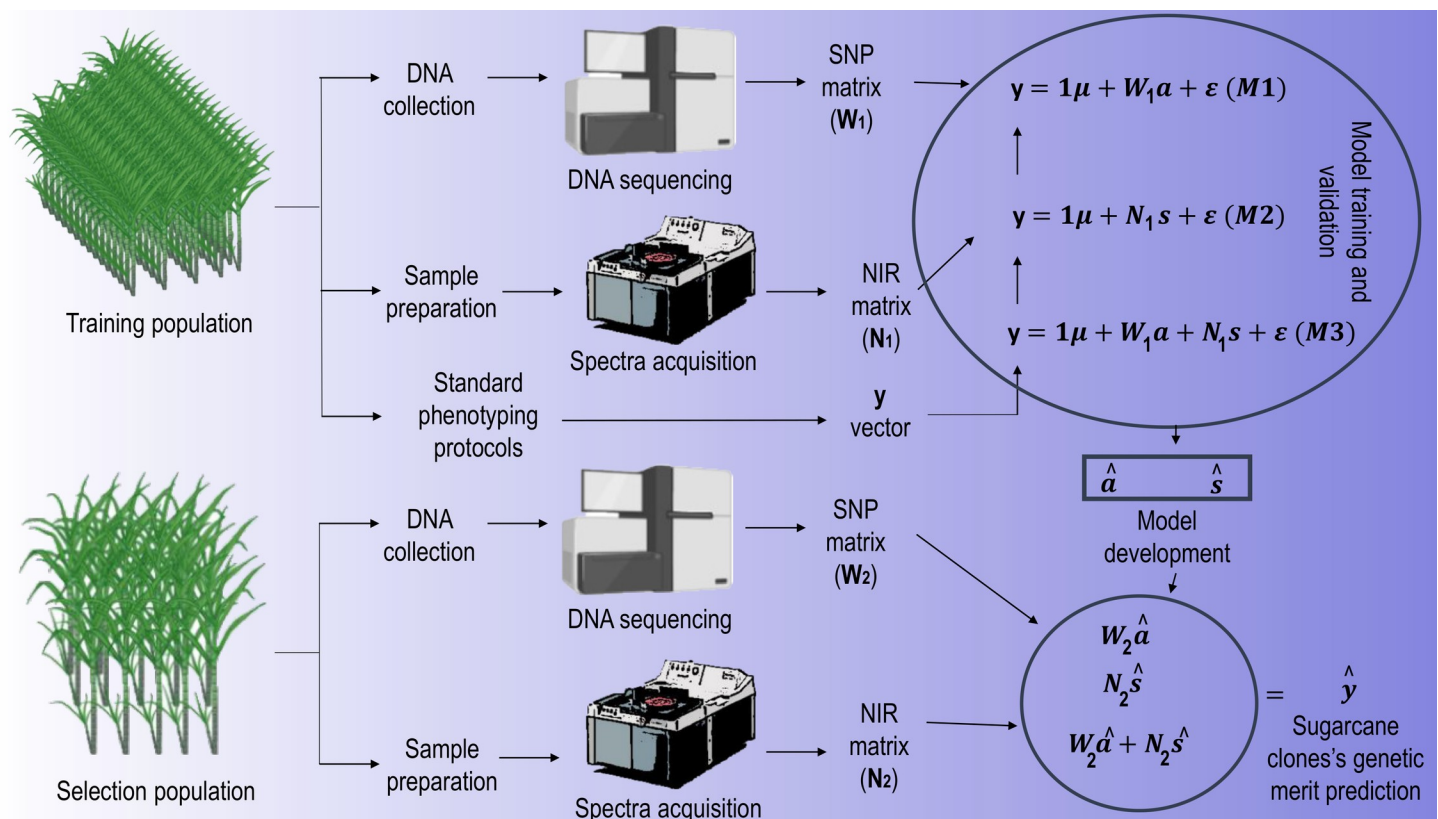 DNA
collection
DNA sequencing
SNP
matrix
(W₁)
y = 1μ + W₁a + ε (M1)
Training population
Sample
preparation
Spectra acquisition
NIR
matrix
(N₁)
y = 1μ + N₁s + ε (M2)
Standard
phenotyping
protocols
y
vector
y = 1μ + W₁a + N₁s + ε (M3)
Model training and
validation
â ŝ
Model
development
Selection population
DNA
collection
DNA sequencing
SNP
matrix
(W₂)
Sample
preparation
Spectra acquisition
NIR
matrix
(N₂)
W₂â
N₂ŝ
W₂â + N₂ŝ
= ŷ
Sugarcane
clones's genetic
merit prediction